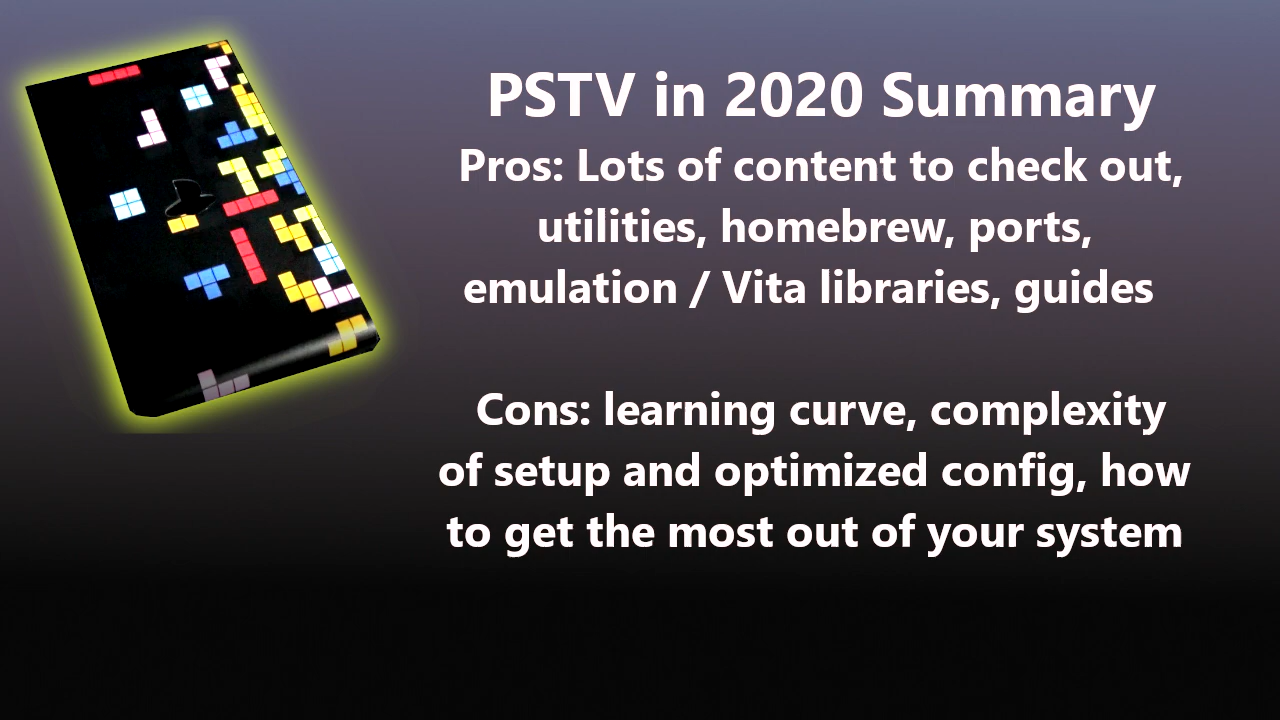 PSTV in 2020 Summary
Pros: Lots of content to check out,
utilities, homebrew, ports,
emulation / Vita libraries, guides
Cons: learning curve, complexity
of setup and optimized config, how
to get the most out of your system